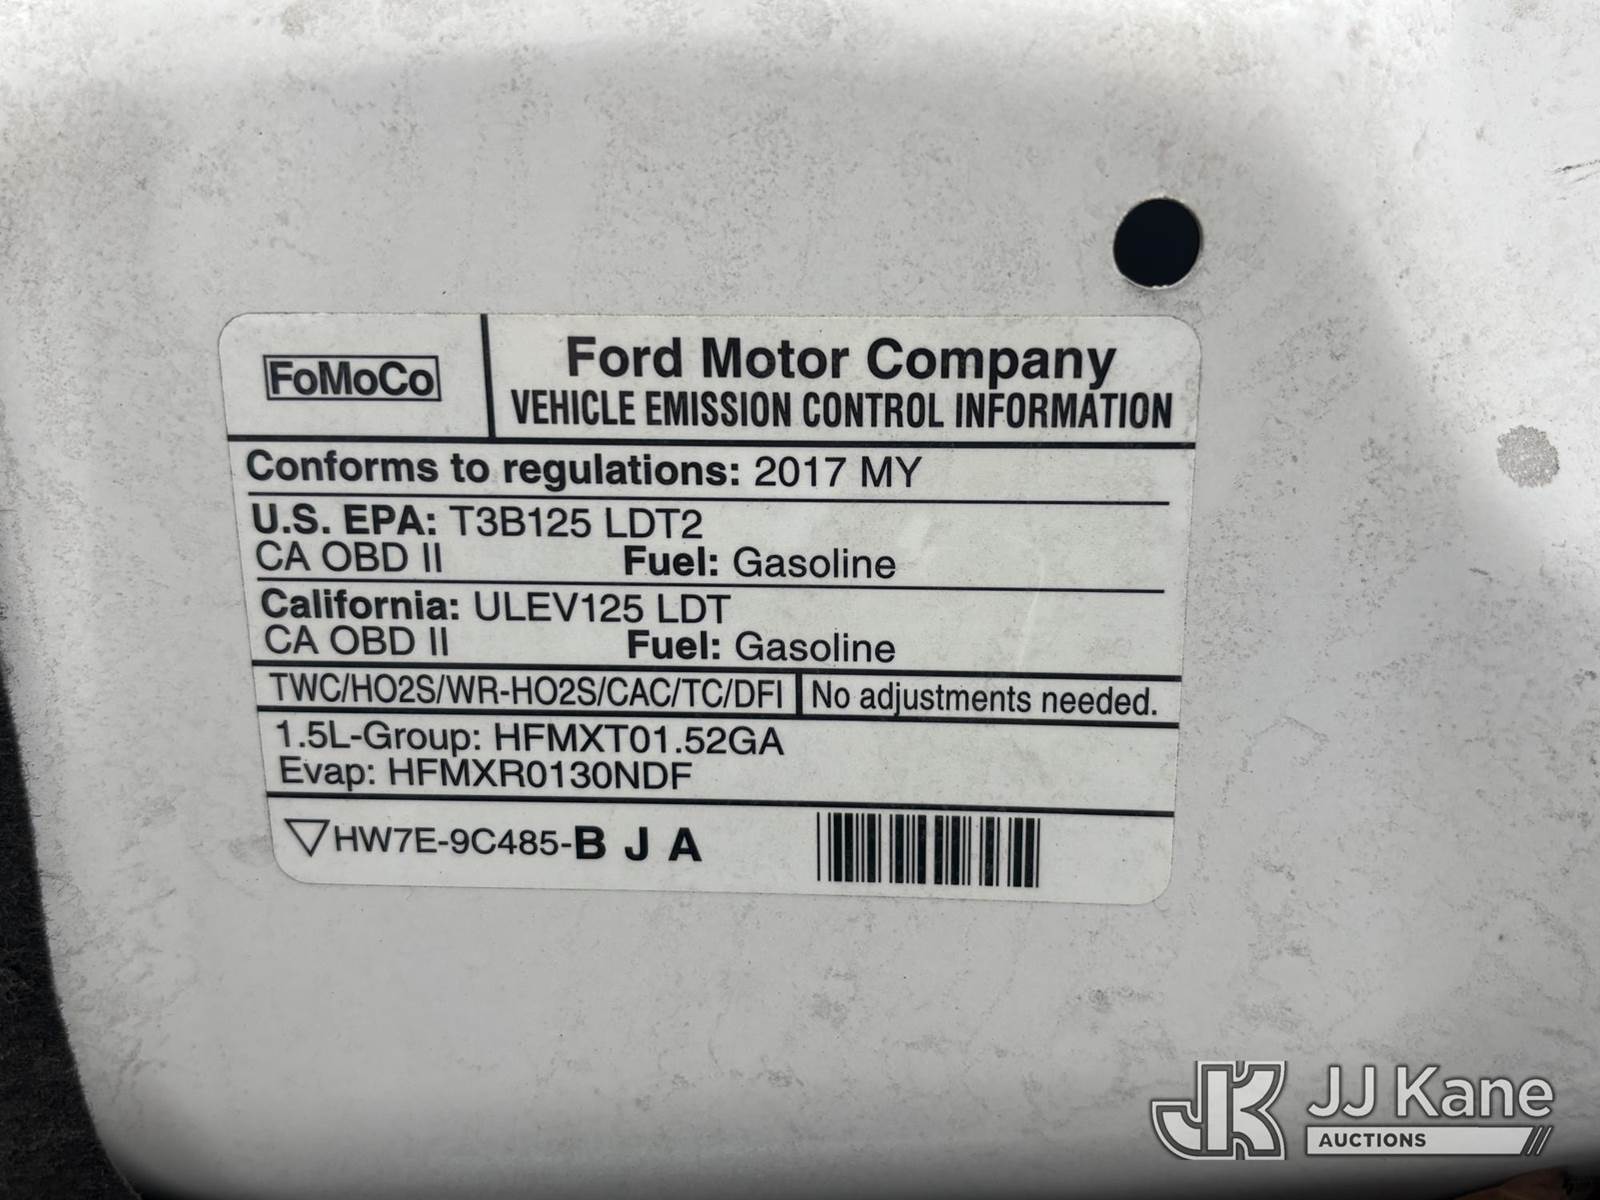 FoMoCo
Ford Motor Company
VEHICLE EMISSION CONTROL INFORMATION
Conforms to regulations: 2017 MY
U.S. EPA: T3B125 LDT2
CA OBD II Fuel: Gasoline
California: ULEV125 LDT
CA OBD II Fuel: Gasoline
TWC/HO2S/WR-HO2S/CAC/TC/DFI No adjustments needed.
1.5L-Group: HFMXT01.52GA
Evap: HFMXR0130NDF
HW7E-9C485-B J A
JK JJ Kane
AUCTIONS